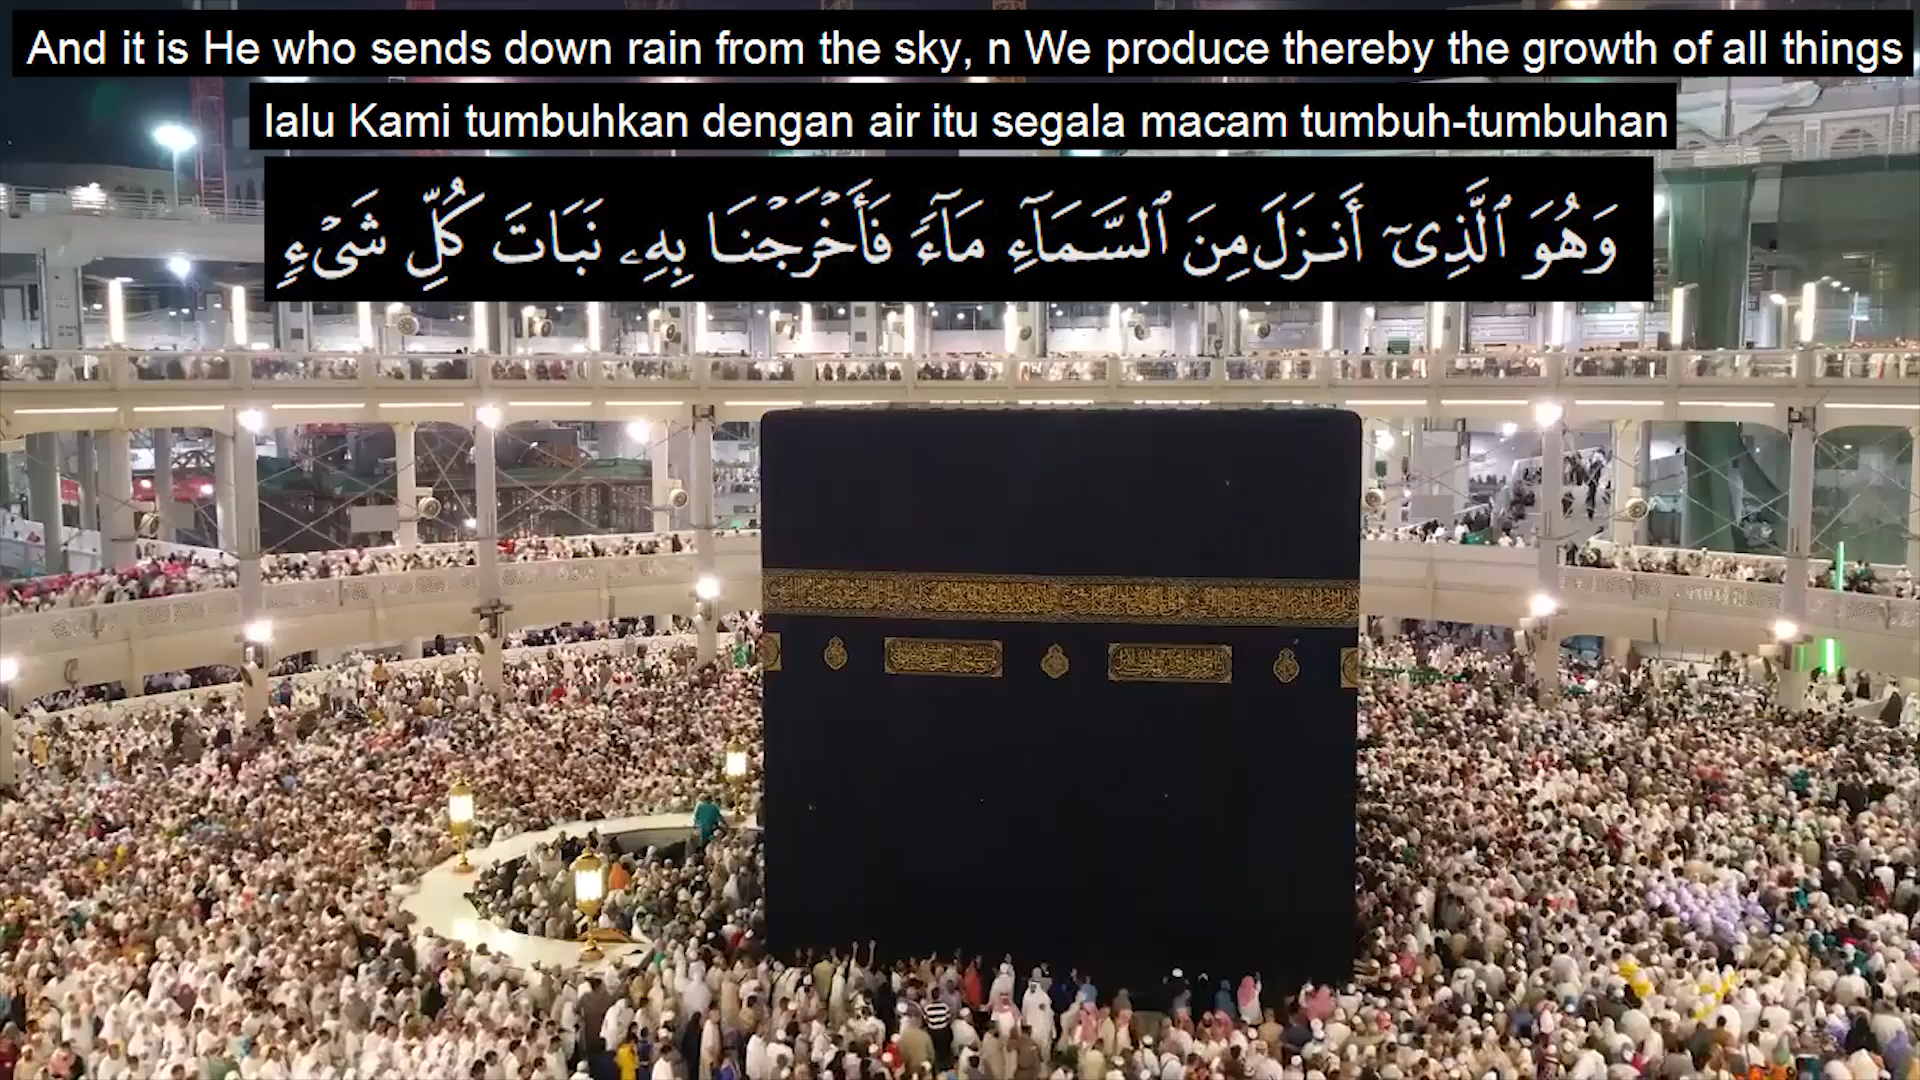 And it is He who sends down rain from the sky, n We produce thereby the growth of all things
lalu Kami tumbuhkan dengan air itu segala macam tumbuh-tumbuhan
وَهُوَ ٱلَّذِىٓ أَنزَلَ مِنَ ٱلسَّمَآءِ مَآءً فَأَخْرَجْنَا بِهِۦ نَبَاتَ كُلِّ شَىْءٍ